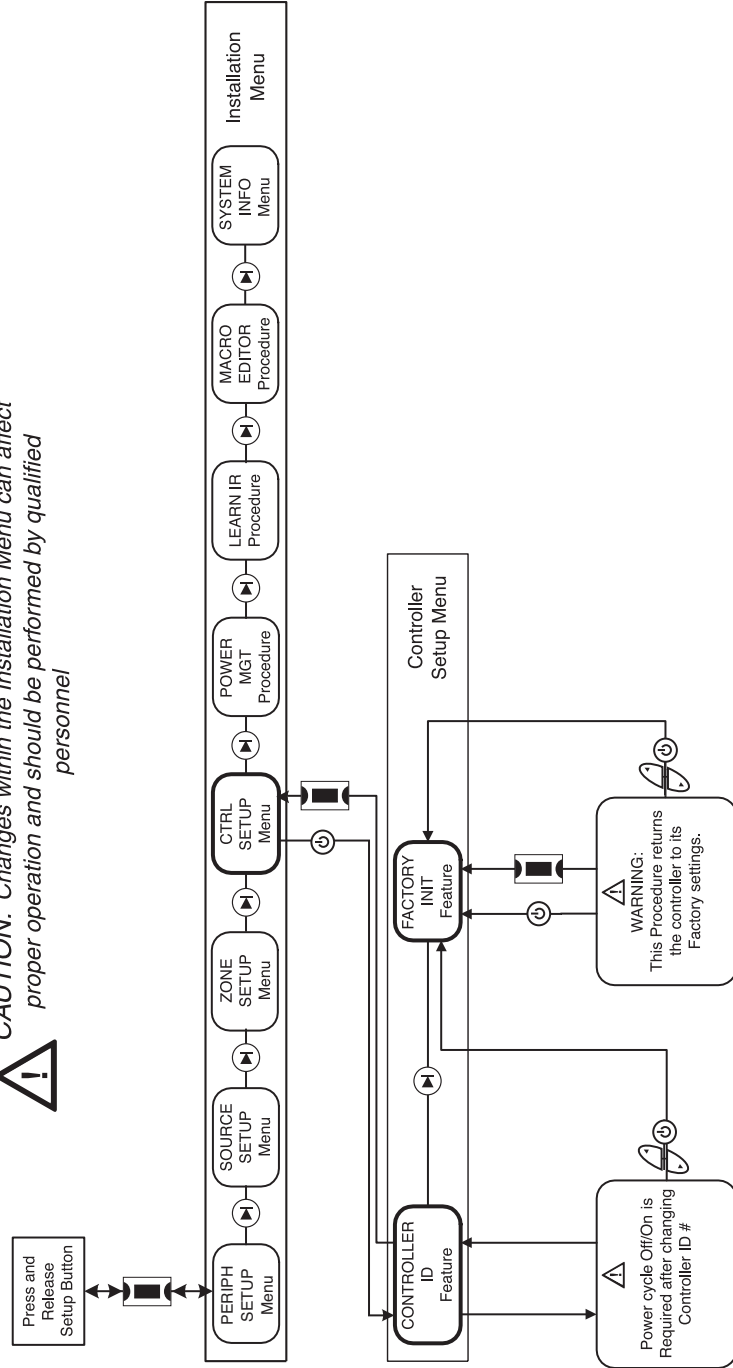 CAUTION: Changes within the Installation Menu can affect
proper operation and should be performed by qualified
personnel
Press and
Release
Setup Button
PERIPH
SETUP
Menu
SOURCE
SETUP
Menu
ZONE
SETUP
Menu
CTRL
SETUP
Menu
POWER
MGT
Procedure
LEARN IR
Procedure
MACRO
EDITOR
Procedure
SYSTEM
INFO
Menu
Installation
Menu
CONTROLLER
ID
Feature
FACTORY
INIT
Feature
Controller
Setup Menu
Power cycle Off/On is
Required after changing
Controller ID #
WARNING:
This Procedure returns
the controller to its
Factory settings.